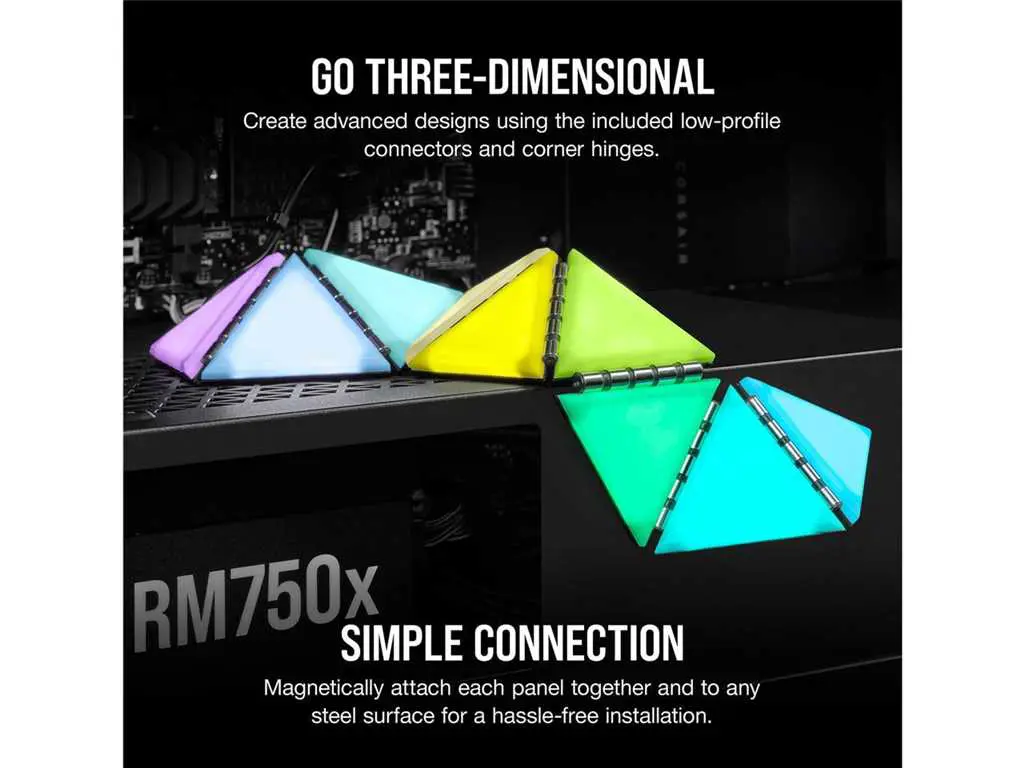 GO THREE-DIMENSIONAL
Create advanced designs using the included low-profile
connectors and corner hinges.
CORSAIR
RM750x
SIMPLE CONNECTION
Magnetically attach each panel together and to any
steel surface for a hassle-free installation.